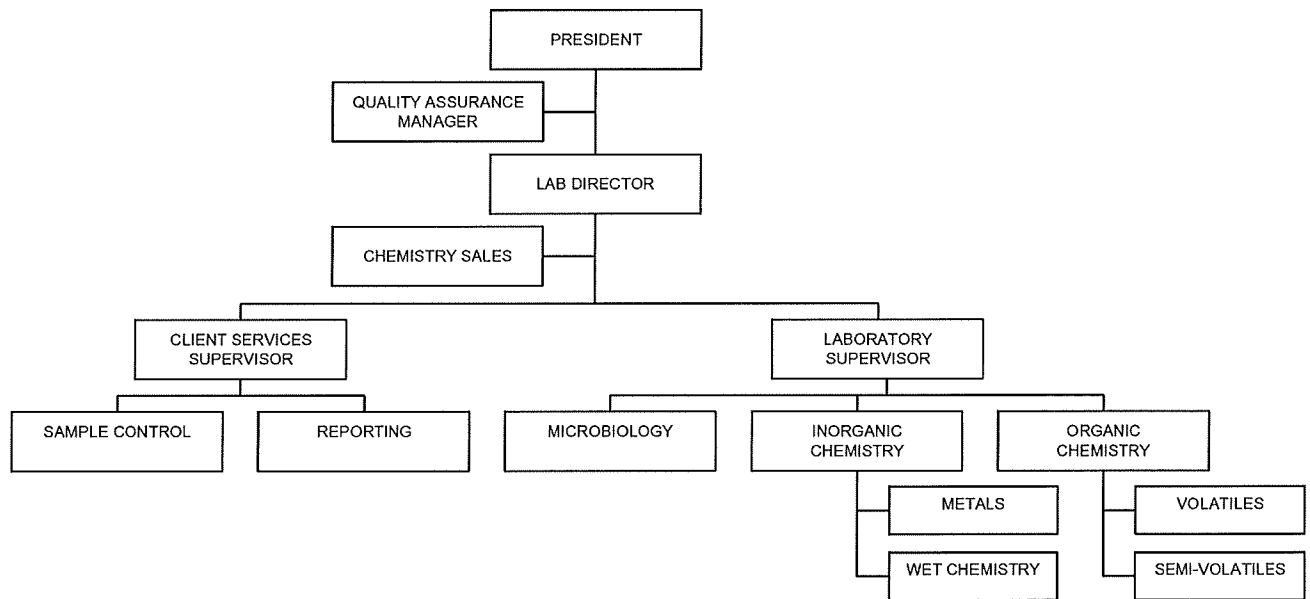 PRESIDENT
QUALITY ASSURANCE
MANAGER
LAB DIRECTOR
CHEMISTRY SALES
CLIENT SERVICES
SUPERVISOR
LABORATORY
SUPERVISOR
SAMPLE CONTROL
REPORTING
MICROBIOLOGY
INORGANIC
CHEMISTRY
ORGANIC
CHEMISTRY
METALS
VOLATILES
WET CHEMISTRY
SEMI-VOLATILES